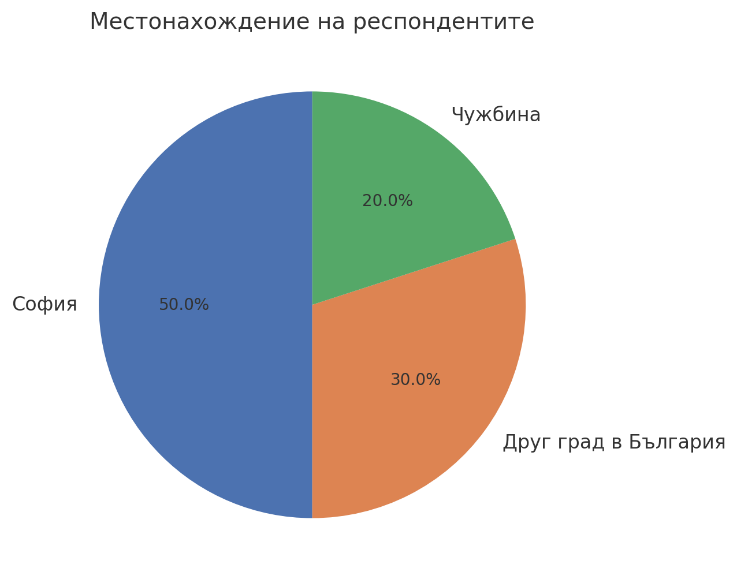 Местонахождение на респондентите
Чужбина
20.0%
София
50.0%
30.0%
Друг град в България